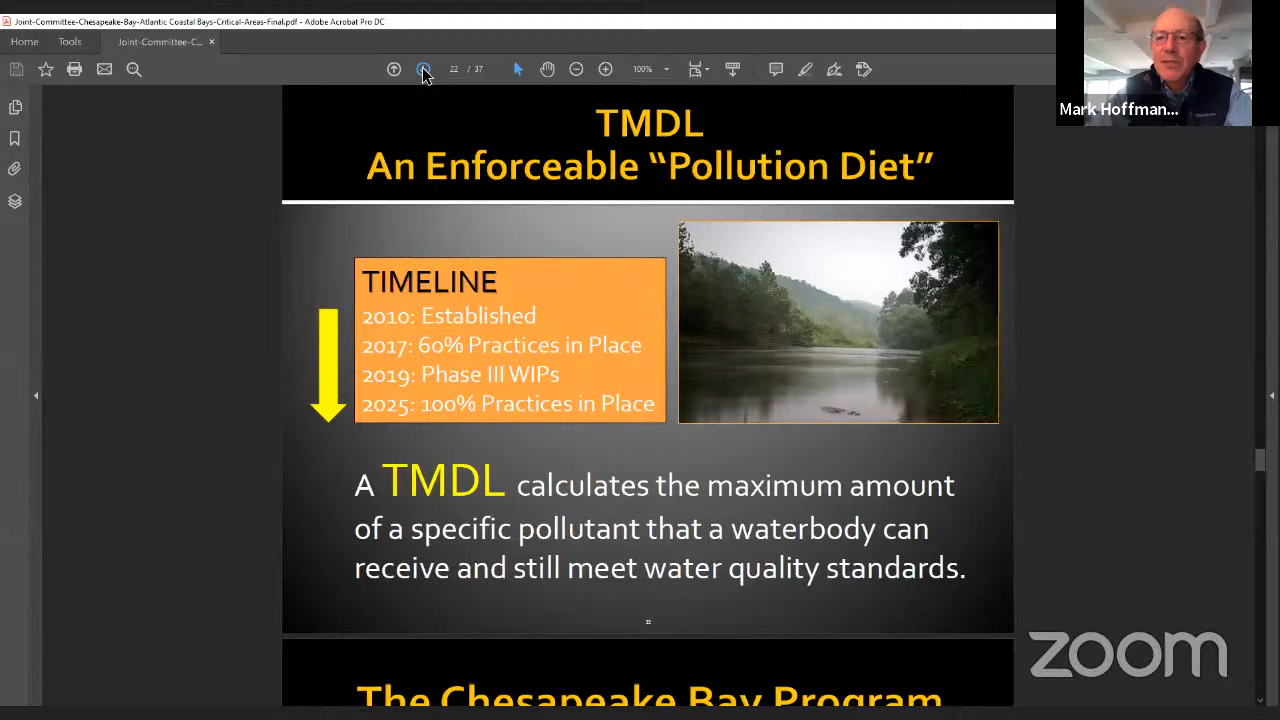 Joint-Committee-Chesapeake-Bay-Atlantic Coastal Bays-Critical-Areas-Final.pdf - Adobe Acrobat Pro DC
Home Tools Joint-Committee-C... ×
22 / 37 100%
Mark Hoffman...
TMDL
An Enforceable “Pollution Diet”
TIMELINE
2010: Established
2017: 60% Practices in Place
2019: Phase III WIPs
2025: 100% Practices in Place
A TMDL calculates the maximum amount
of a specific pollutant that a waterbody can
receive and still meet water quality standards.
22
The Chesapeake Bay Program
zoom